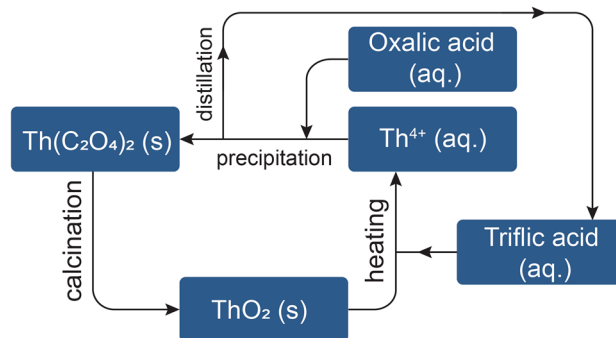 distillation
Oxalic acid
(aq.)
Th(C₂O₄)₂ (s)
precipitation
Th⁴⁺ (aq.)
calcination
heating
Triflic acid
(aq.)
ThO₂ (s)